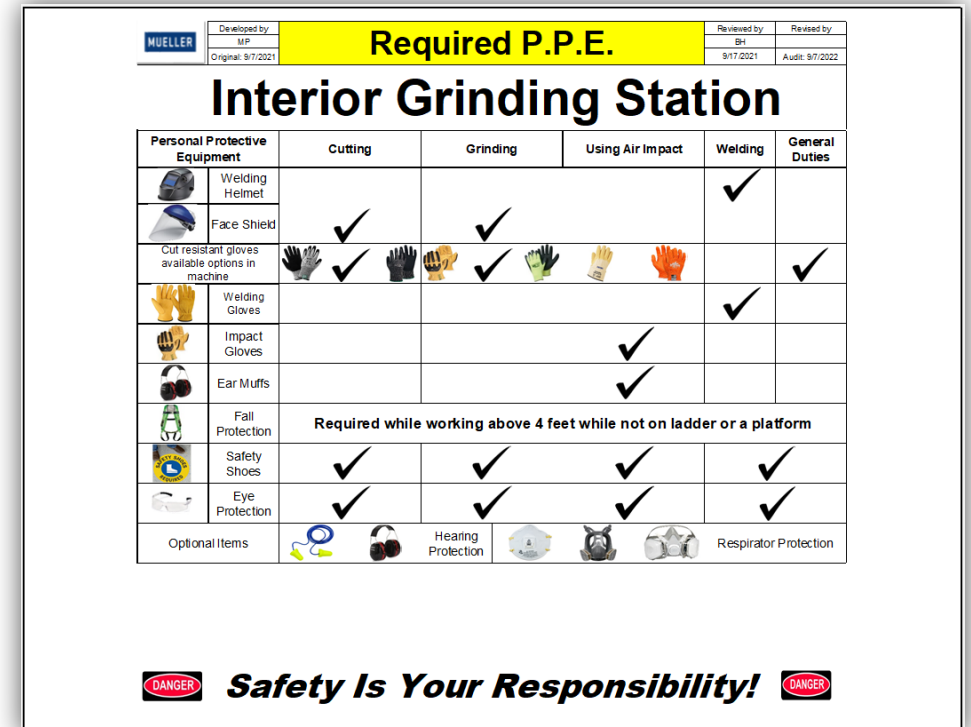 MUELLER
Developed by
MP
Original: 9/7/2021
Required P.P.E.
Reviewed by
BH
9/17/2021
Revised by
Audit: 9/7/2022
Interior Grinding Station
Personal Protective
Equipment
Cutting
Grinding
Using Air Impact
Welding
General
Duties
Welding
Helmet
Face Shield
Cut resistant gloves
available options in
machine
Welding
Gloves
Impact
Gloves
Ear Muffs
Fall
Protection
Required while working above 4 feet while not on ladder or a platform
SAFETY SHOES
REQUIRED
Safety
Shoes
Eye
Protection
Optional Items
Hearing
Protection
Respirator Protection
DANGER
Safety Is Your Responsibility!
DANGER